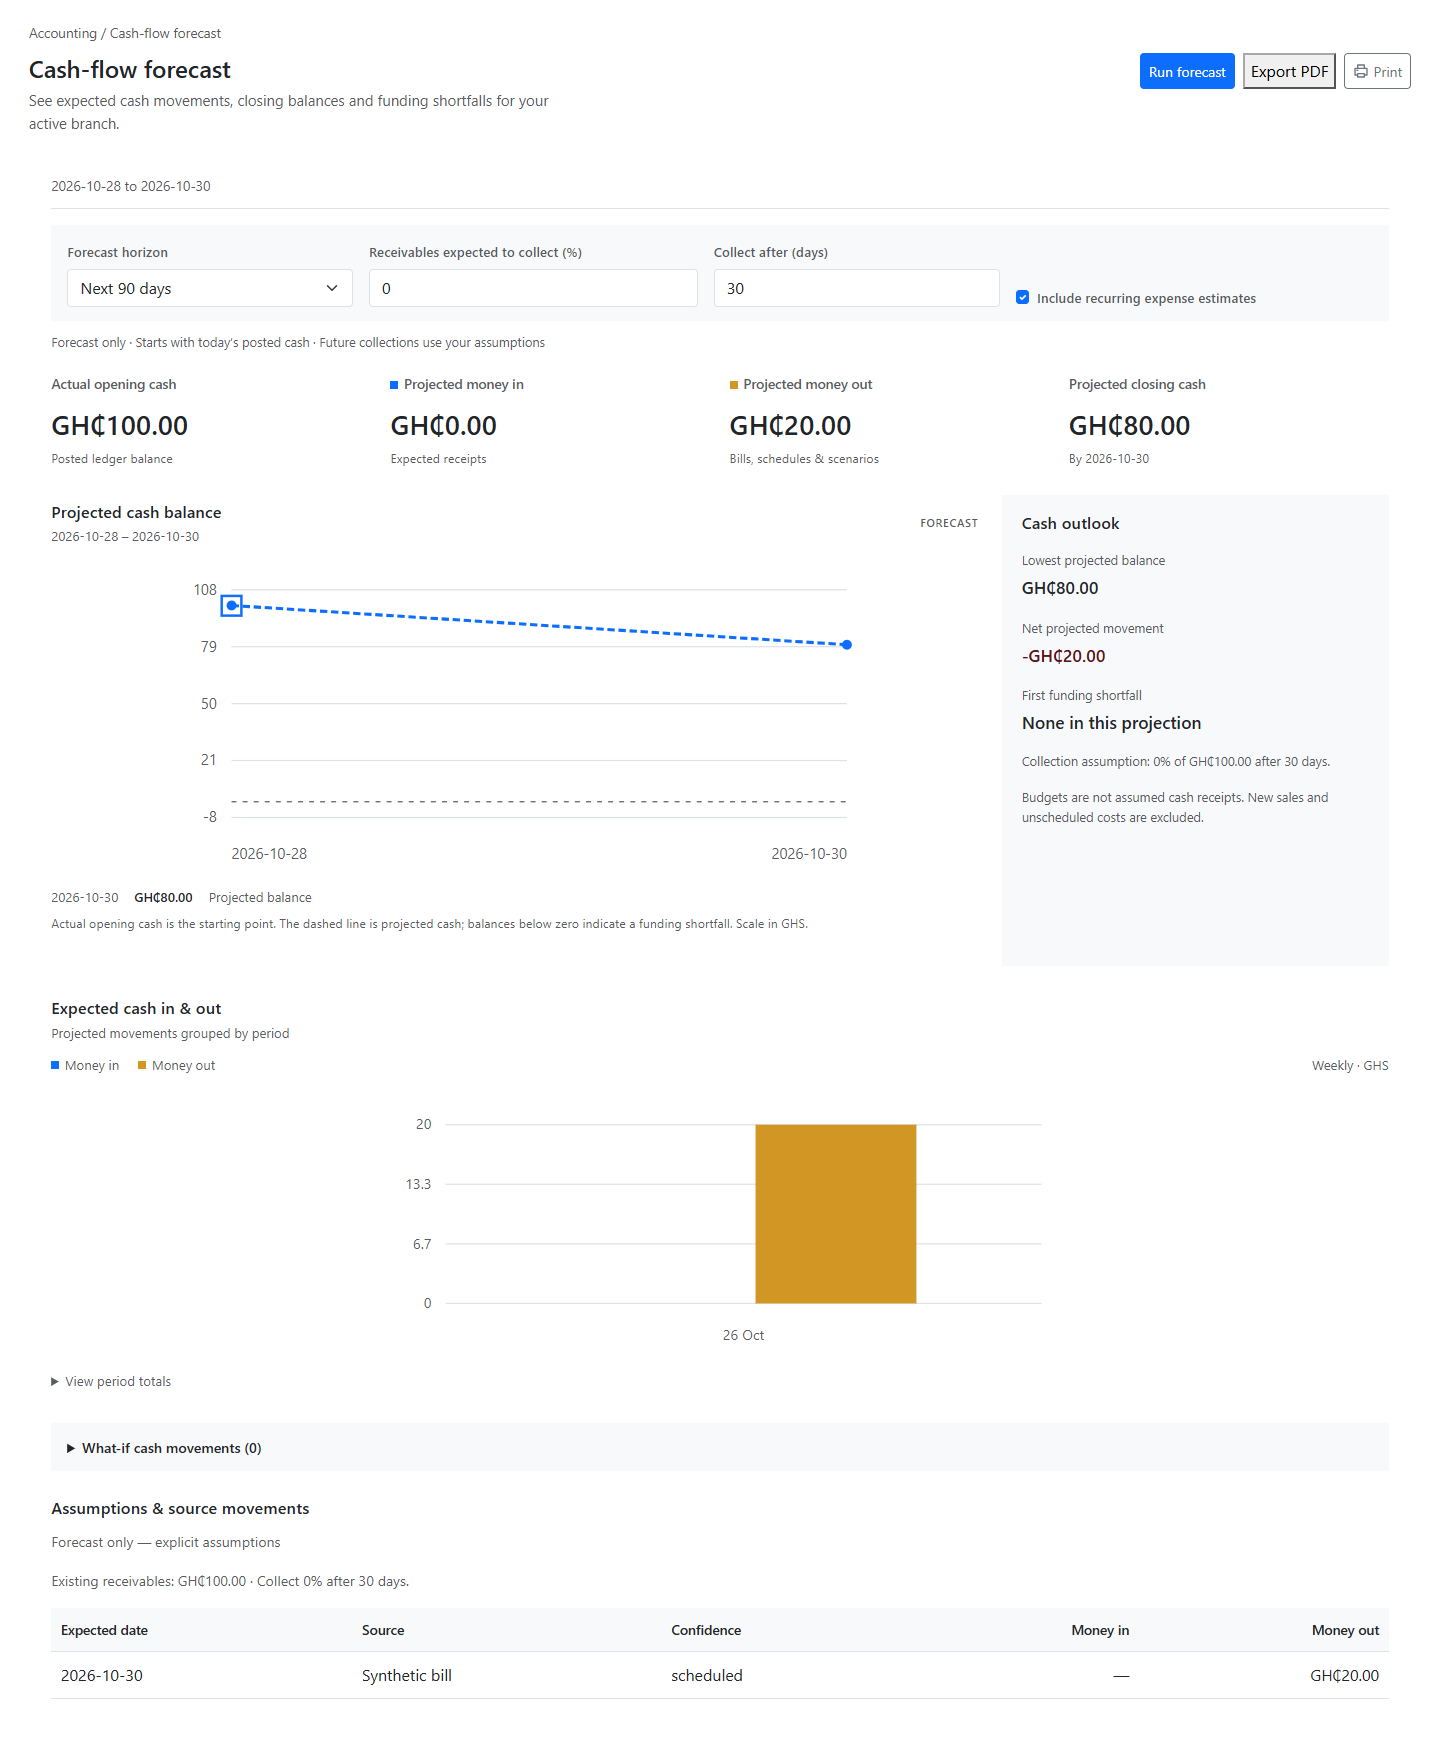 Accounting / Cash-flow forecast
Cash-flow forecast
Run forecast
Export PDF
Print
See expected cash movements, closing balances and funding shortfalls for your
active branch.
2026-10-28 to 2026-10-30
Forecast horizon
Receivables expected to collect (%)
Collect after (days)
Next 90 days
0
30
Include recurring expense estimates
Forecast only · Starts with today's posted cash · Future collections use your assumptions
Actual opening cash
Projected money in
Projected money out
Projected closing cash
GH₵100.00
GH₵0.00
GH₵20.00
GH₵80.00
Posted ledger balance
Expected receipts
Bills, schedules & scenarios
By 2026-10-30
Projected cash balance
2026-10-28 – 2026-10-30
FORECAST
108
79
50
21
-8
2026-10-28
2026-10-30
2026-10-30 GH₵80.00 Projected balance
Actual opening cash is the starting point. The dashed line is projected cash; balances below zero indicate a funding shortfall. Scale in GHS.
Cash outlook
Lowest projected balance
GH₵80.00
Net projected movement
-GH₵20.00
First funding shortfall
None in this projection
Collection assumption: 0% of GH₵100.00 after 30 days.
Budgets are not assumed cash receipts. New sales and
unscheduled costs are excluded.
Expected cash in & out
Projected movements grouped by period
Money in
Money out
Weekly · GHS
20
13.3
6.7
0
26 Oct
View period totals
What-if cash movements (0)
Assumptions & source movements
Forecast only — explicit assumptions
Existing receivables: GH₵100.00 · Collect 0% after 30 days.
Expected date Source Confidence Money in Money out
2026-10-30 Synthetic bill scheduled — GH₵20.00